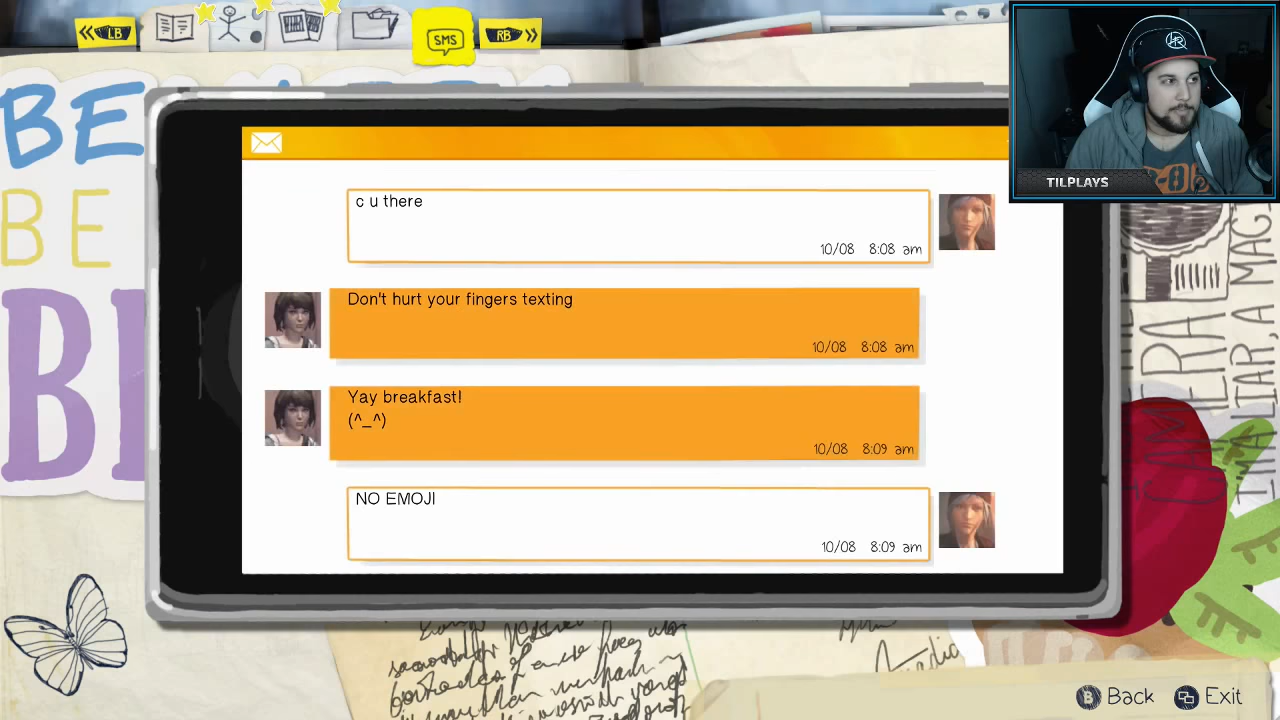 LB
SMS
RB
BE
TILPLAYS
c u there
10/08 8:08 am
BE
Don't hurt your fingers texting
10/08 8:08 am
Yay breakfast!
(^_^)
10/08 8:09 am
NO EMOJI
10/08 8:09 am
Back
Exit